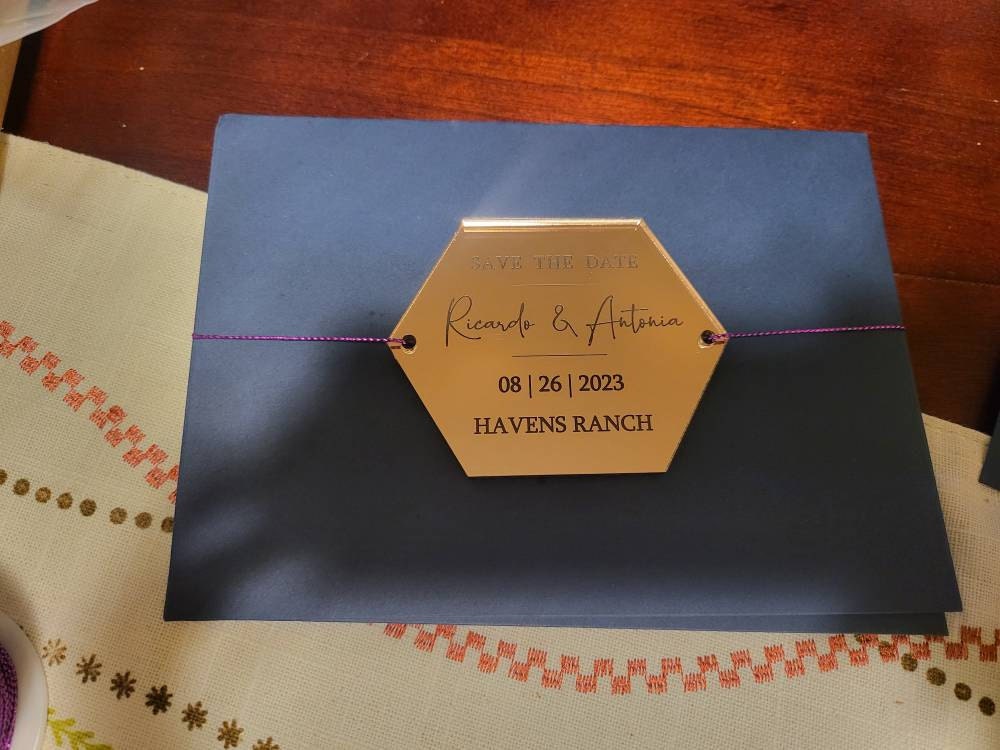 SAVE THE DATE
Ricardo & Antonia
08 | 26 | 2023
HAVENS RANCH